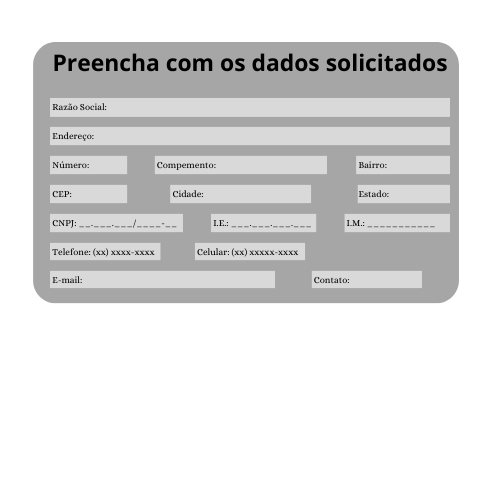 Preencha com os dados solicitados
Razão Social:
Endereço:
Número: Compemento: Bairro:
CEP: Cidade: Estado:
CNPJ: __.___.___/____-__ I.E.: ___.___.___.___ I.M.: ___________
Telefone: (xx) xxxx-xxxx Celular: (xx) xxxxx-xxxx
E-mail: Contato: